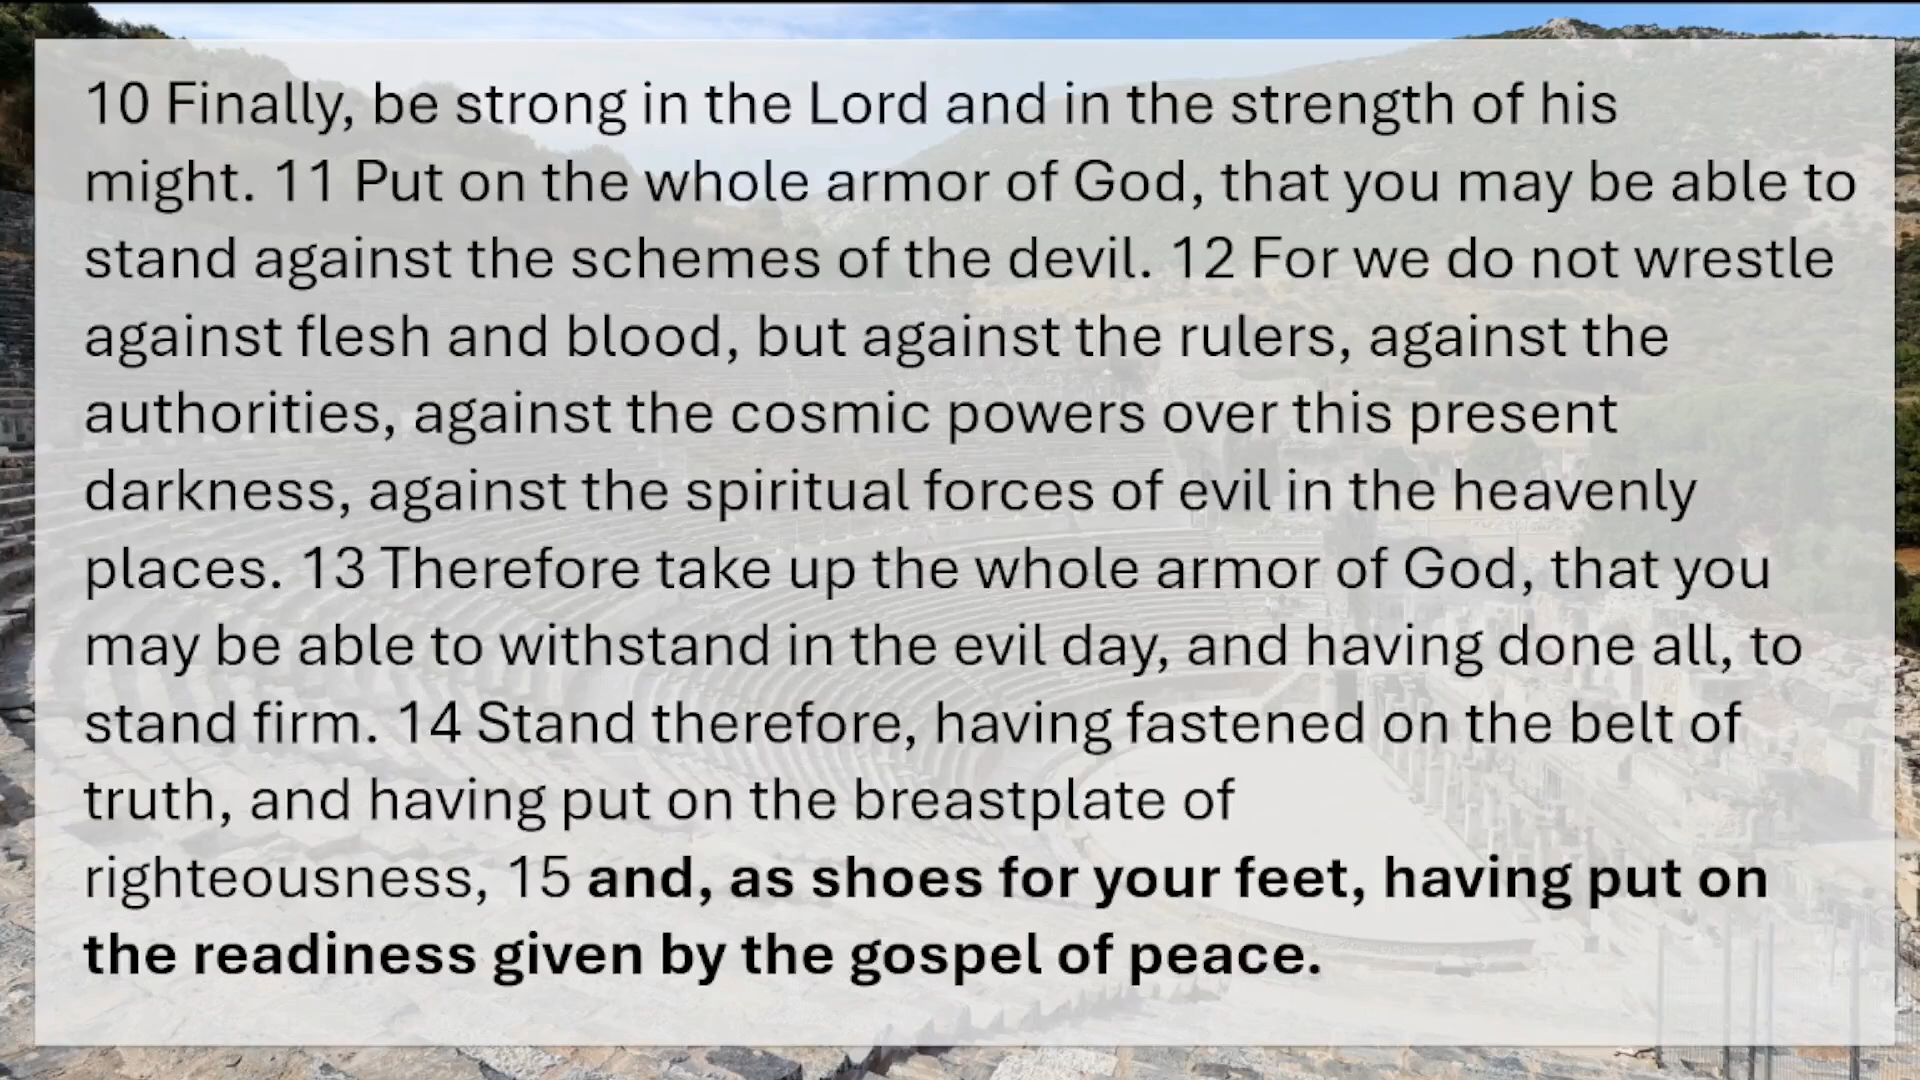 10 Finally, be strong in the Lord and in the strength of his
might. 11 Put on the whole armor of God, that you may be able to
stand against the schemes of the devil. 12 For we do not wrestle
against flesh and blood, but against the rulers, against the
authorities, against the cosmic powers over this present
darkness, against the spiritual forces of evil in the heavenly
places. 13 Therefore take up the whole armor of God, that you
may be able to withstand in the evil day, and having done all, to
stand firm. 14 Stand therefore, having fastened on the belt of
truth, and having put on the breastplate of
righteousness, 15 and, as shoes for your feet, having put on
the readiness given by the gospel of peace.